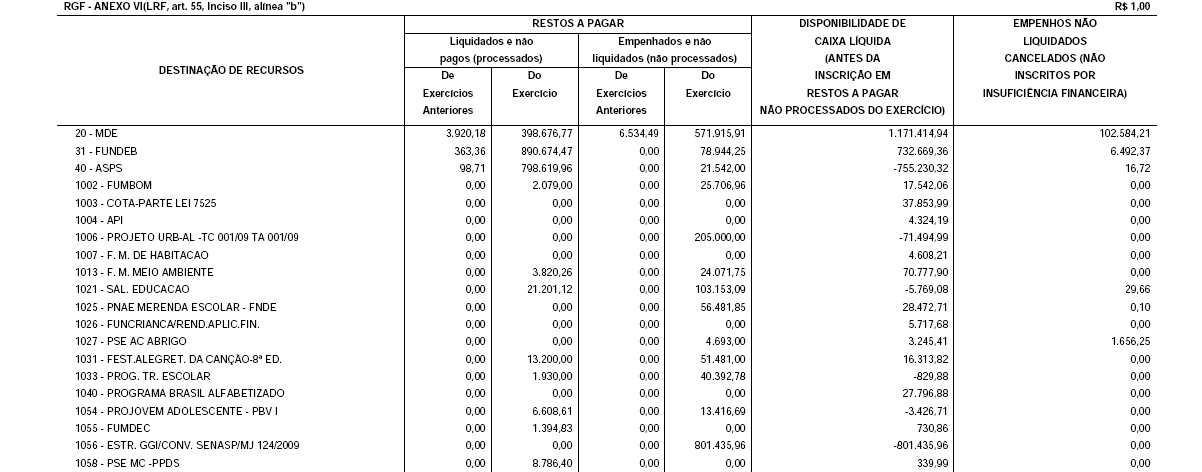 RGF - ANEXO VI(LRF, art. 55, Inciso III, alínea "b") R$ 1,00
RESTOS A PAGAR DISPONIBILIDADE DE EMPENHOS NÃO
Liquidados e não Empenhados e não CAIXA LÍQUIDA LIQUIDADOS
pagos (processados) liquidados (não processados) (ANTES DA CANCELADOS (NÃO
DESTINAÇÃO DE RECURSOS De Do De Do INSCRIÇÃO EM INSCRITOS POR
Exercícios Exercício Exercícios Exercício RESTOS A PAGAR INSUFICIÊNCIA FINANCEIRA)
Anteriores Anteriores NÃO PROCESSADOS DO EXERCÍCIO)
20 - MDE 3.920,18 398.676,77 6.534,49 571.915,91 1.171.414,94 102.584,21
31 - FUNDEB 363,36 890.674,47 0,00 78.944,25 732.669,36 6.492,37
40 - ASPS 98,71 798.619,96 0,00 21.542,00 -755.230,32 16,72
1002 - FUMBOM 0,00 2.079,00 0,00 25.706,96 17.542,06 0,00
1003 - COTA-PARTE LEI 7525 0,00 0,00 0,00 0,00 37.853,99 0,00
1004 - API 0,00 0,00 0,00 0,00 4.324,19 0,00
1006 - PROJETO URB-AL -TC 001/09 TA 001/09 0,00 0,00 0,00 205.000,00 -71.494,99 0,00
1007 - F. M. DE HABITACAO 0,00 0,00 0,00 0,00 4.608,21 0,00
1013 - F. M. MEIO AMBIENTE 0,00 3.820,26 0,00 24.071,75 70.777,90 0,00
1021 - SAL. EDUCACAO 0,00 21.201,12 0,00 103.153,09 -5.769,08 29,66
1025 - PNAE MERENDA ESCOLAR - FNDE 0,00 0,00 0,00 56.481,85 28.472,71 0,10
1026 - FUNCRIANCA/REND.APLIC.FIN. 0,00 0,00 0,00 0,00 5.717,68 0,00
1027 - PSE AC ABRIGO 0,00 0,00 0,00 4.693,00 3.245,41 1.656,25
1031 - FEST.ALEGRET. DA CANÇÃO-8ª ED. 0,00 13.200,00 0,00 51.481,00 16.313,82 0,00
1033 - PROG. TR. ESCOLAR 0,00 1.930,00 0,00 40.392,78 -829,88 0,00
1040 - PROGRAMA BRASIL ALFABETIZADO 0,00 0,00 0,00 0,00 27.796,88 0,00
1054 - PROJOVEM ADOLESCENTE - PBV I 0,00 6.608,61 0,00 13.416,69 -3.426,71 0,00
1055 - FUMDEC 0,00 1.394,83 0,00 0,00 730,86 0,00
1056 - ESTR. GGI/CONV. SENASP/MJ 124/2009 0,00 0,00 0,00 801.435,96 -801.435,96 0,00
1058 - PSE MC -PPDS 0,00 8.786,40 0,00 0,00 339,99 0,00